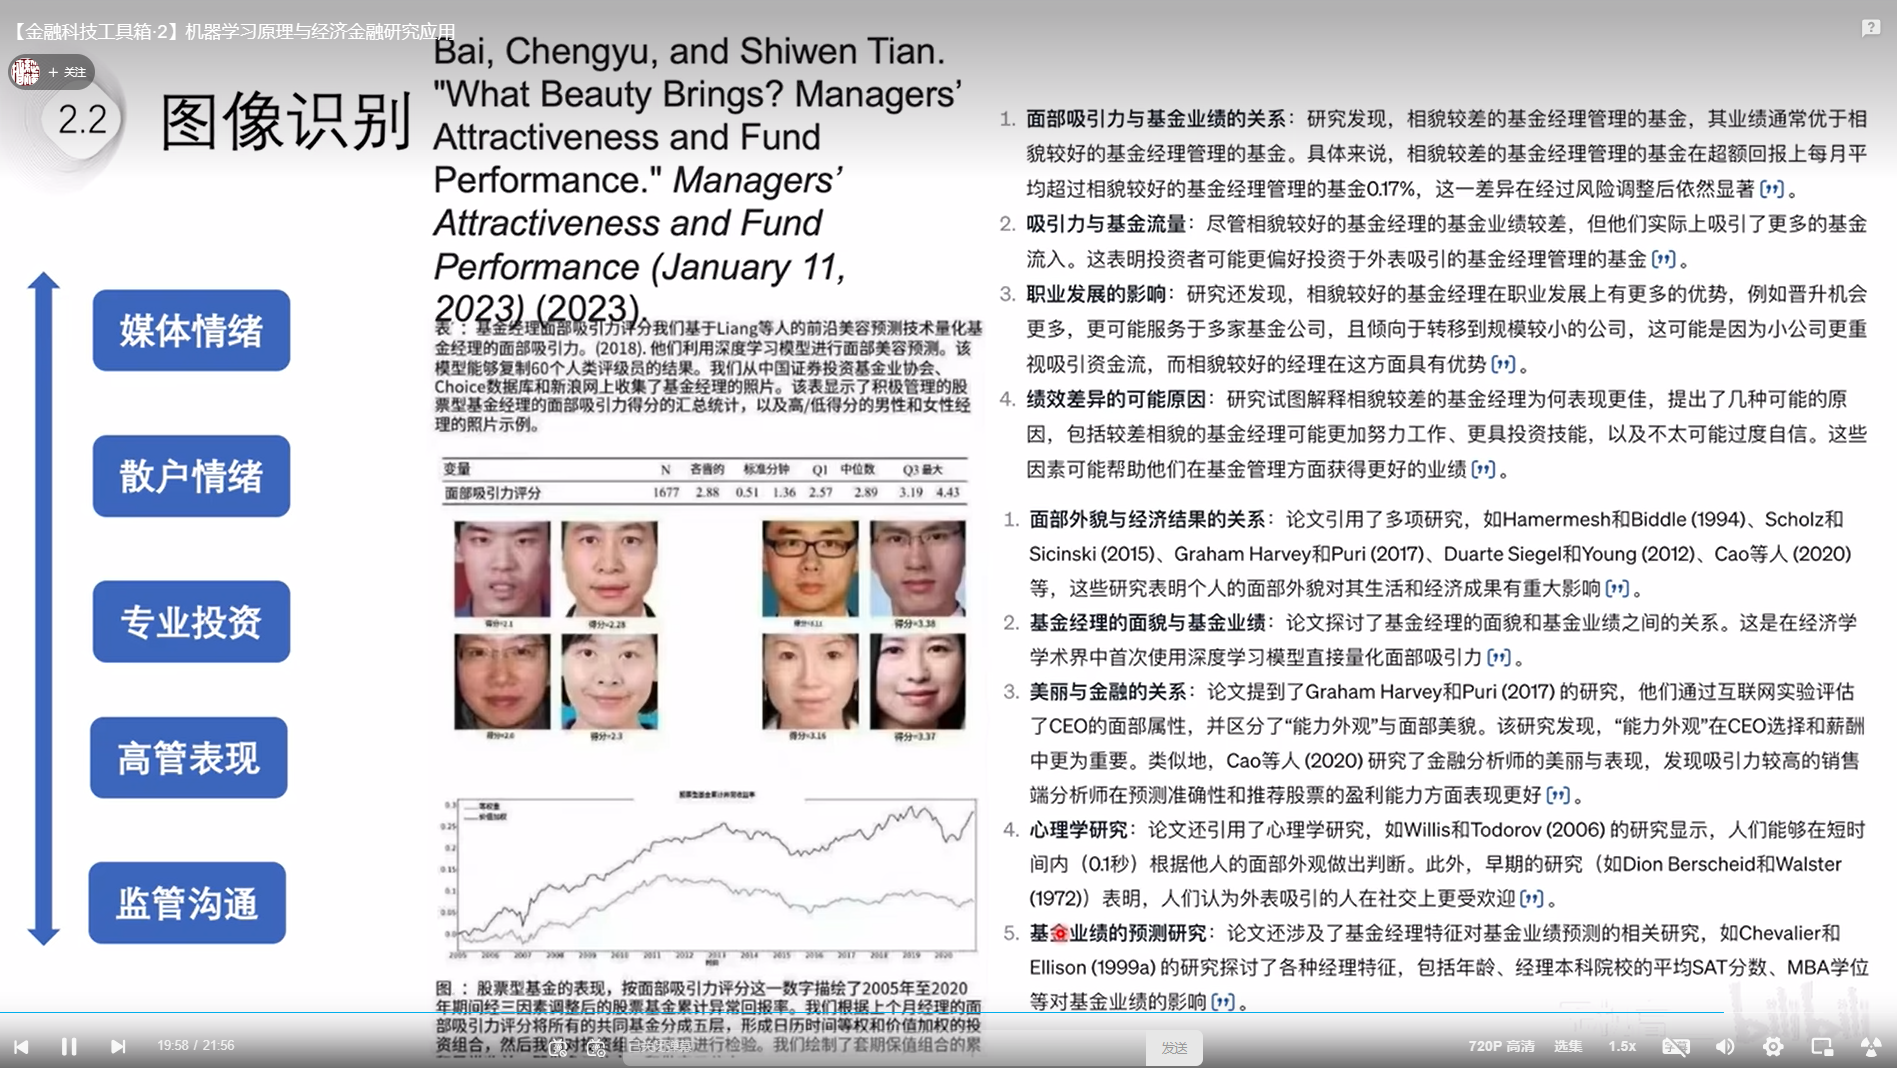 【金融科技工具箱·2】机器学习原理与经济金融研究应用
+ 关注
2.2
图像识别
媒体情绪
散户情绪
专业投资
高管表现
监管沟通
Bai, Chengyu, and Shiwen Tian.
"What Beauty Brings? Managers’
Attractiveness and Fund
Performance." Managers’
Attractiveness and Fund
Performance (January 11,
2023) (2023).
表 ：基金经理面部吸引力评分我们基于Liang等人的前沿美容预测技术量化基
金经理的面部吸引力。(2018). 他们利用深度学习模型进行面部美容预测。该
模型能够复制60个人类评级员的结果。我们从中国证券投资基金业协会、
Choice数据库和新浪网上收集了基金经理的照片。该表显示了积极管理的股
票型基金经理的面部吸引力得分的汇总统计，以及高/低得分的男性和女性经
理的照片示例。
变量 N 吝啬的 标准分钟 Q1 中位数 Q3 最大
面部吸引力评分 1677 2.88 0.51 1.36 2.57 2.89 3.19 4.43
得分=2.1 得分=2.28 得分=3.38
得分=2.3 得分=3.16 得分=3.37
股票型基金累计异常收益率
等权重
价值加权
0.3
0.25
0.2
0.15
0.1
0.05
0.0
2005 2006 2007 2008 2009 2010 2011 2012 2013 2014 2015 2016 2017 2018 2019 2020
时间
图. ：股票型基金的表现，按面部吸引力评分这一数字描绘了2005年至2020
年期间经三因素调整后的股票基金累计异常回报率。我们根据上个月经理的面
部吸引力评分将所有的共同基金分成五层，形成日历时间等权和价值加权的投
资组合，然后我们对投资组合的表现进行检验。我们绘制了套期保值组合的累
1. 面部吸引力与基金业绩的关系：研究发现，相貌较差的基金经理管理的基金，其业绩通常优于相
貌较好的基金经理管理的基金。具体来说，相貌较差的基金经理管理的基金在超额回报上每月平
均超过相貌较好的基金经理管理的基金0.17%，这一差异在经过风险调整后依然显著。
2. 吸引力与基金流量：尽管相貌较好的基金经理的基金业绩较差，但他们实际上吸引了更多的基金
流入。这表明投资者可能更偏好投资于外表吸引的基金经理管理的基金。
3. 职业发展的影响：研究还发现，相貌较好的基金经理在职业发展上有更多的优势，例如晋升机会
更多，更可能服务于多家基金公司，且倾向于转移到规模较小的公司，这可能是因为小公司更重
视吸引资金流，而相貌较好的经理在这方面具有优势。
4. 绩效差异的可能原因：研究试图解释相貌较差的基金经理为何表现更佳，提出了几种可能的原
因，包括较差相貌的基金经理可能更加努力工作、更具投资技能，以及不太可能过度自信。这些
因素可能帮助他们在基金管理方面获得更好的业绩。
1. 面部外貌与经济结果的关系：论文引用了多项研究，如Hamermesh和Biddle (1994)、Scholz和
Sicinski (2015)、Graham Harvey和Puri (2017)、Duarte Siegel和Young (2012)、Cao等人 (2020)
等，这些研究表明个人的面部外貌对其生活和经济成果有重大影响。
2. 基金经理的面貌与基金业绩：论文探讨了基金经理的面貌和基金业绩之间的关系。这是在经济学
学术界中首次使用深度学习模型直接量化面部吸引力。
3. 美丽与金融的关系：论文提到了Graham Harvey和Puri (2017) 的研究，他们通过互联网实验评估
了CEO的面部属性，并区分了“能力外观”与面部美貌。该研究发现，“能力外观”在CEO选择和薪酬
中更为重要。类似地，Cao等人 (2020) 研究了金融分析师的美丽与表现，发现吸引力较高的销售
端分析师在预测准确性和推荐股票的盈利能力方面表现更好。
4. 心理学研究：论文还引用了心理学研究，如Willis和Todorov (2006) 的研究显示，人们能够在短时
间内（0.1秒）根据他人的面部外观做出判断。此外，早期的研究（如Dion Berscheid和Walster
(1972)）表明，人们认为外表吸引的人在社交上更受欢迎。
5. 基金业绩的预测研究：论文还涉及了基金经理特征对基金业绩预测的相关研究，如Chevalier和
Ellison (1999a) 的研究探讨了各种经理特征，包括年龄、经理本科院校的平均SAT分数、MBA学位
等对基金业绩的影响。
bilibili
19:58 / 21:56
发送
720P 高清 选集 1.5x